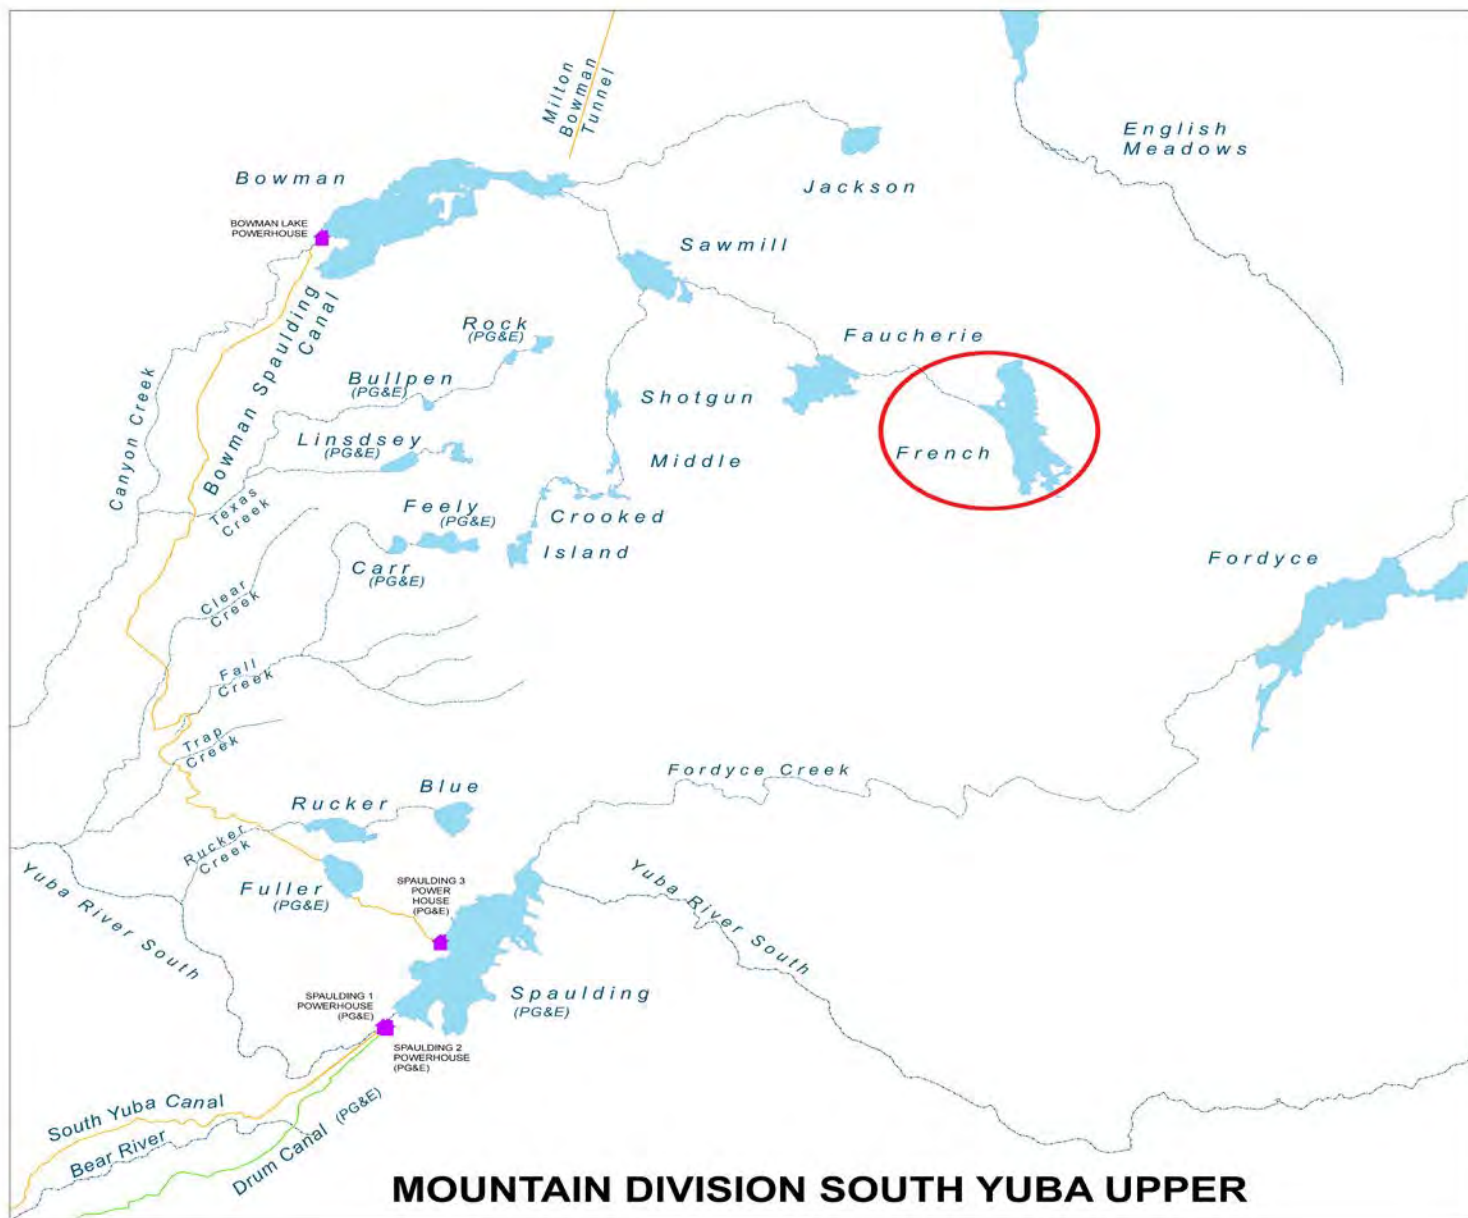 Milton
Bowman
Tunnel
English
Meadows
Bowman
Jackson
BOWMAN LAKE
POWERHOUSE
Sawmill
Bowman Spaulding
Canal
Rock
(PG&E)
Faucherie
Canyon Creek
Bullpen
(PG&E)
Shotgun
Linsdsey
(PG&E)
French
Middle
Texas
Creek
Feely
(PG&E)
Crooked
Island
Carr
(PG&E)
Fordyce
Clear
Creek
Fall
Creek
Trap
Creek
Fordyce Creek
Blue
Rucker
Rucker
Creek
Yuba River South
Fuller
(PG&E)
SPAULDING 3
POWER
HOUSE
(PG&E)
Yuba River South
SPAULDING 1
POWERHOUSE
(PG&E)
Spaulding
(PG&E)
SPAULDING 2
POWERHOUSE
(PG&E)
South Yuba Canal
Bear River
Drum Canal (PG&E)
MOUNTAIN DIVISION SOUTH YUBA UPPER